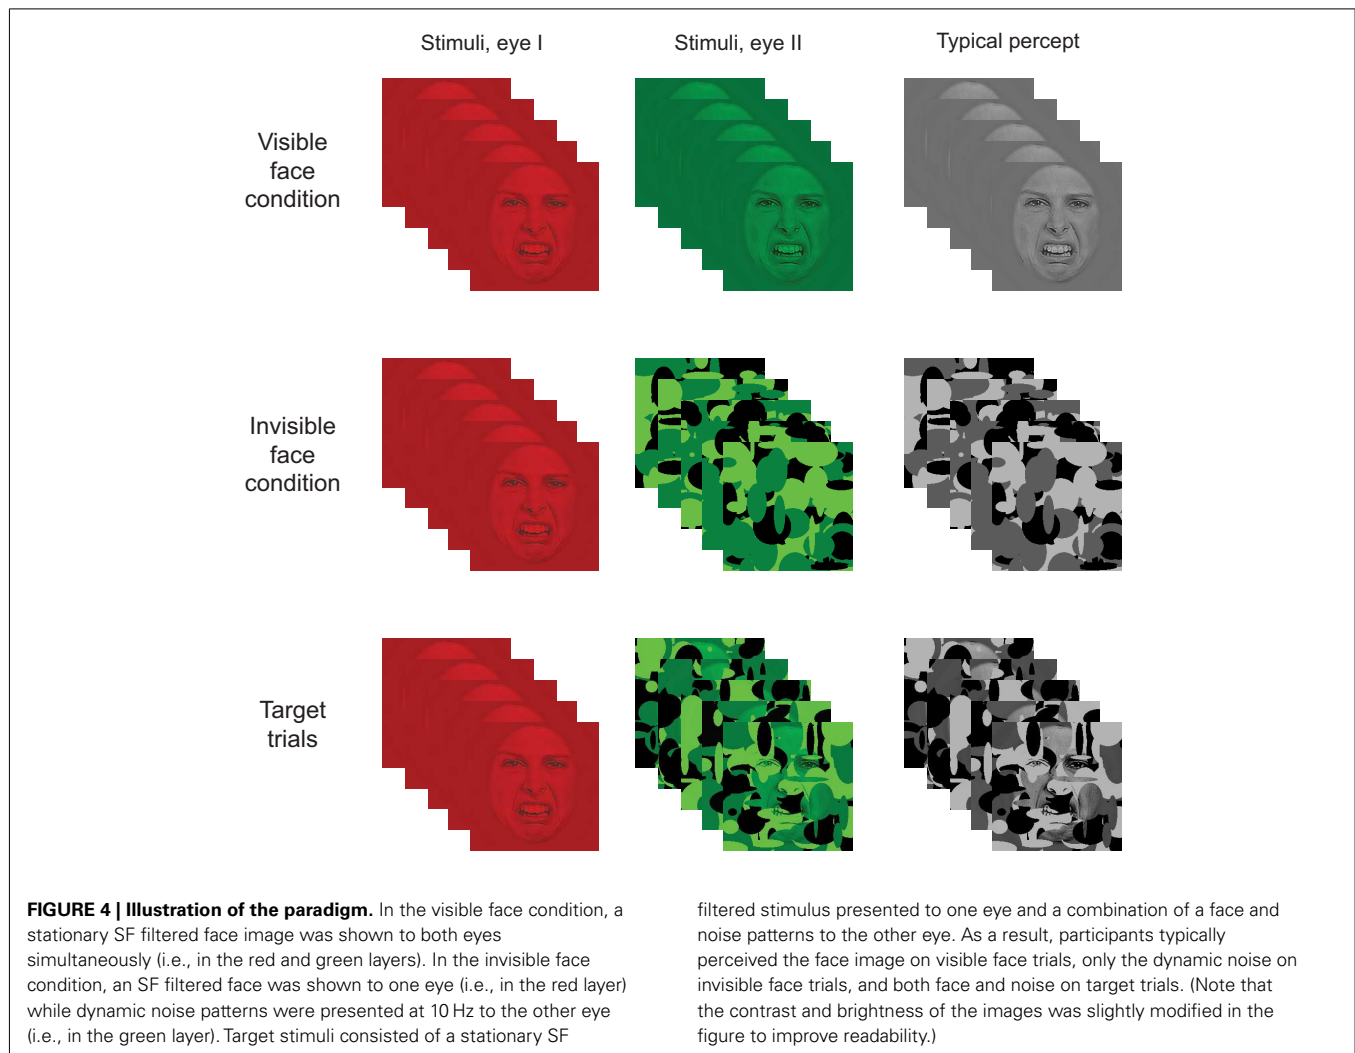 Stimuli, eye I
Stimuli, eye II
Typical percept
Visible
face
condition
Invisible
face
condition
Target
trials
FIGURE 4 | Illustration of the paradigm. In the visible face condition, a
stationary SF filtered face image was shown to both eyes
simultaneously (i.e., in the red and green layers). In the invisible face
condition, an SF filtered face was shown to one eye (i.e., in the red layer)
while dynamic noise patterns were presented at 10 Hz to the other eye
(i.e., in the green layer). Target stimuli consisted of a stationary SF
filtered stimulus presented to one eye and a combination of a face and
noise patterns to the other eye. As a result, participants typically
perceived the face image on visible face trials, only the dynamic noise on
invisible face trials, and both face and noise on target trials. (Note that
the contrast and brightness of the images was slightly modified in the
figure to improve readability.)